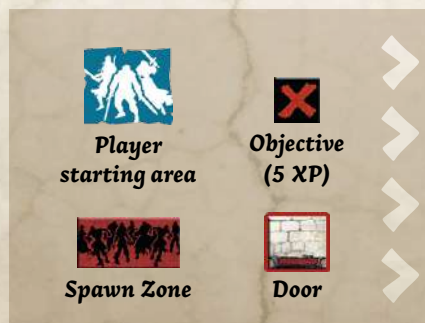 Player
starting area
Objective
(5 XP)
Spawn Zone
Door